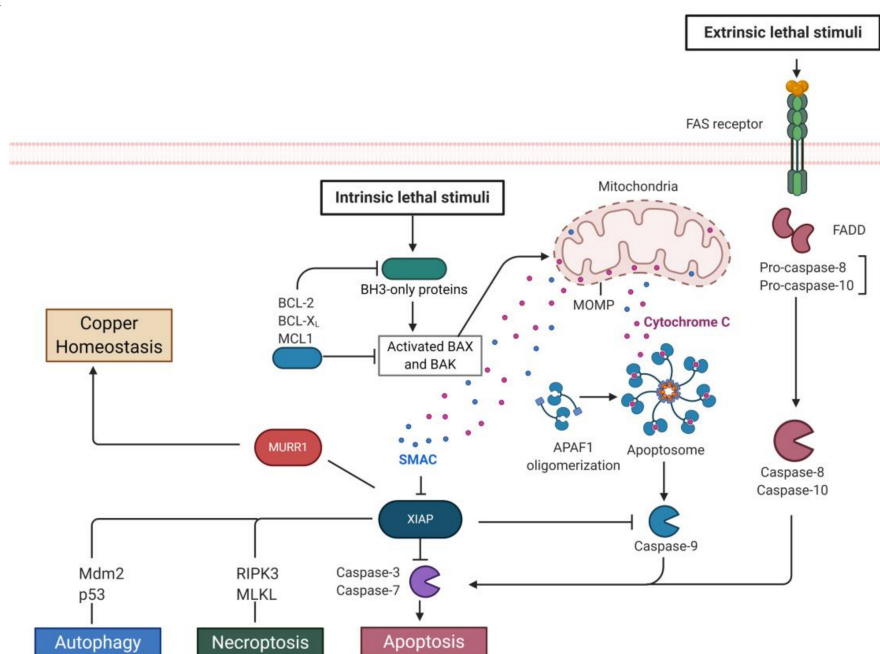 Extrinsic lethal stimuli
FAS receptor
Intrinsic lethal stimuli
Mitochondria
FADD
BH3-only proteins
Pro-caspase-8
Pro-caspase-10
BCL-2
BCL-XL
MCL1
MOMP
Copper
Homeostasis
Activated BAX
and BAK
Cytochrome C
MURR1
SMAC
APAF1
oligomerization
Apoptosome
Caspase-8
Caspase-10
XIAP
Caspase-9
Mdm2
p53
RIPK3
MLKL
Caspase-3
Caspase-7
Autophagy
Necroptosis
Apoptosis